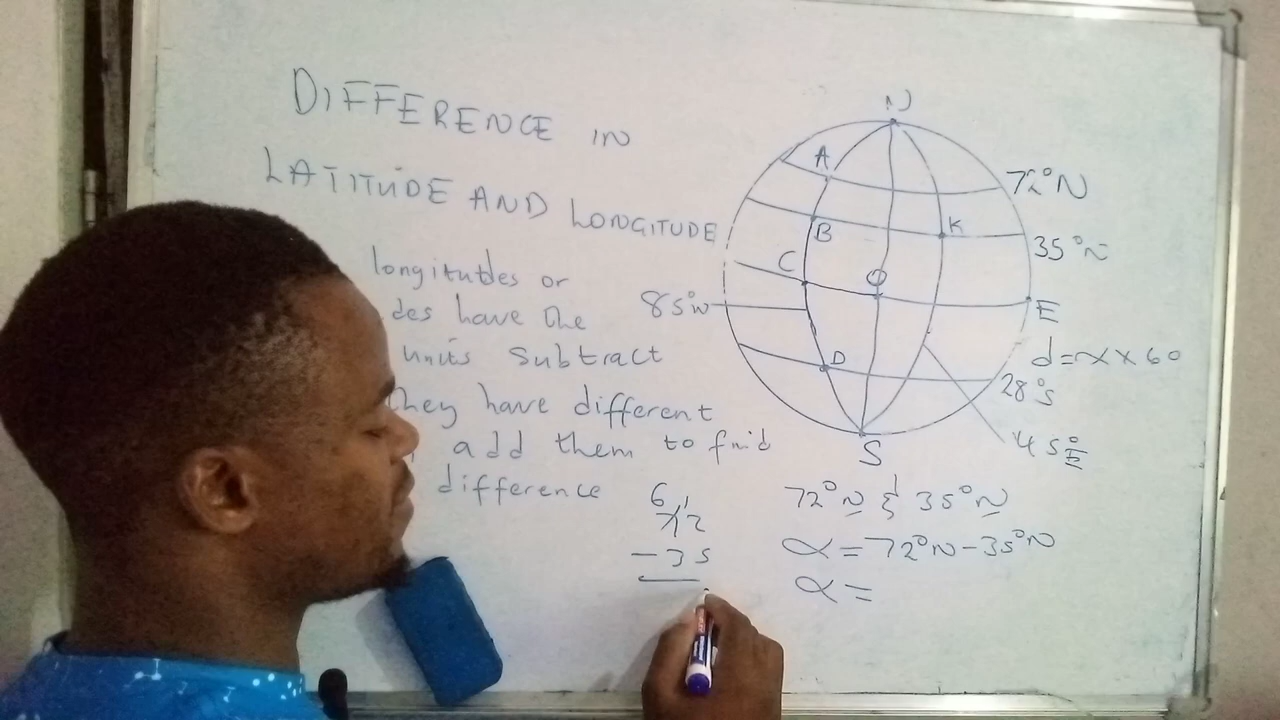 DIFFERENCE IN
LATITUDE AND LONGITUDE
longitutdes or
des have the
units subtract
they have different
add them to find
difference
N
A
72°N
B
K
35°N
C
O
85°W
E
D
d=∝×60
28°S
45°E
S
6 1
72
-35
72°N & 35°N
∝=72°N-35°N
∝=